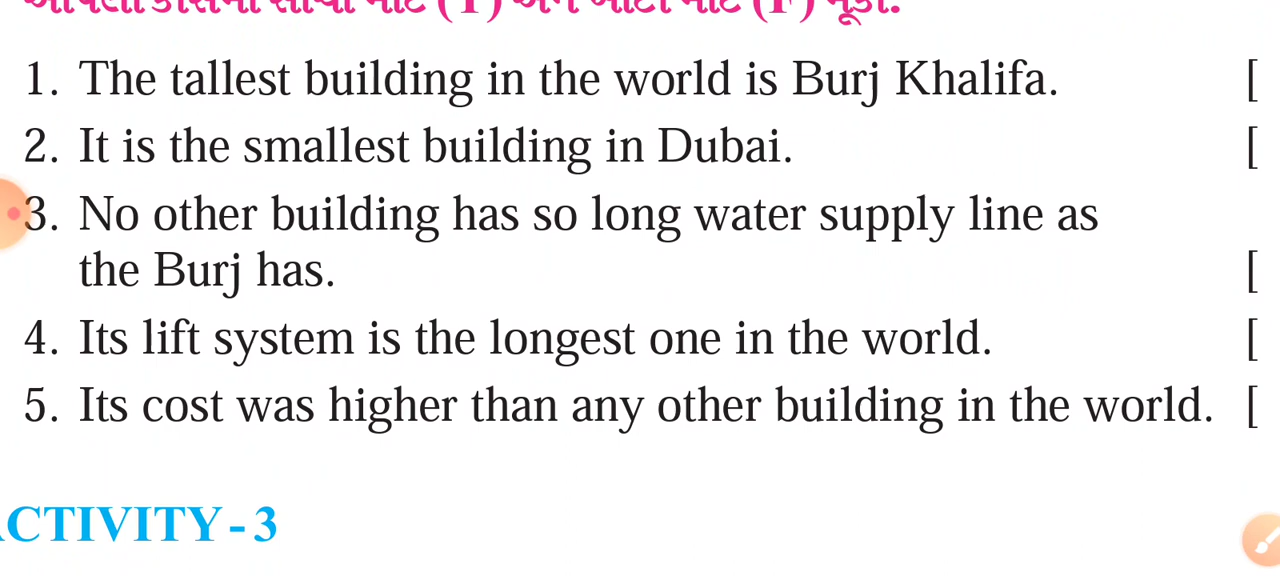 આપેલા કૌંસમાં સાચા માટે (T) અને ખોટા માટે (F) મૂકો.
1. The tallest building in the world is Burj Khalifa. [
2. It is the smallest building in Dubai. [
3. No other building has so long water supply line as
the Burj has. [
4. Its lift system is the longest one in the world. [
5. Its cost was higher than any other building in the world. [
CTIVITY-3